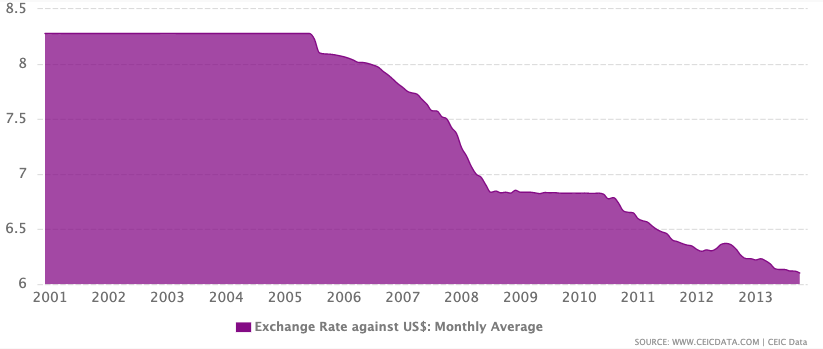 8.5
8
7.5
7
6.5
6
2001 2002 2003 2004 2005 2006 2007 2008 2009 2010 2011 2012 2013
Exchange Rate against US$: Monthly Average
SOURCE: WWW.CEICDATA.COM | CEIC Data